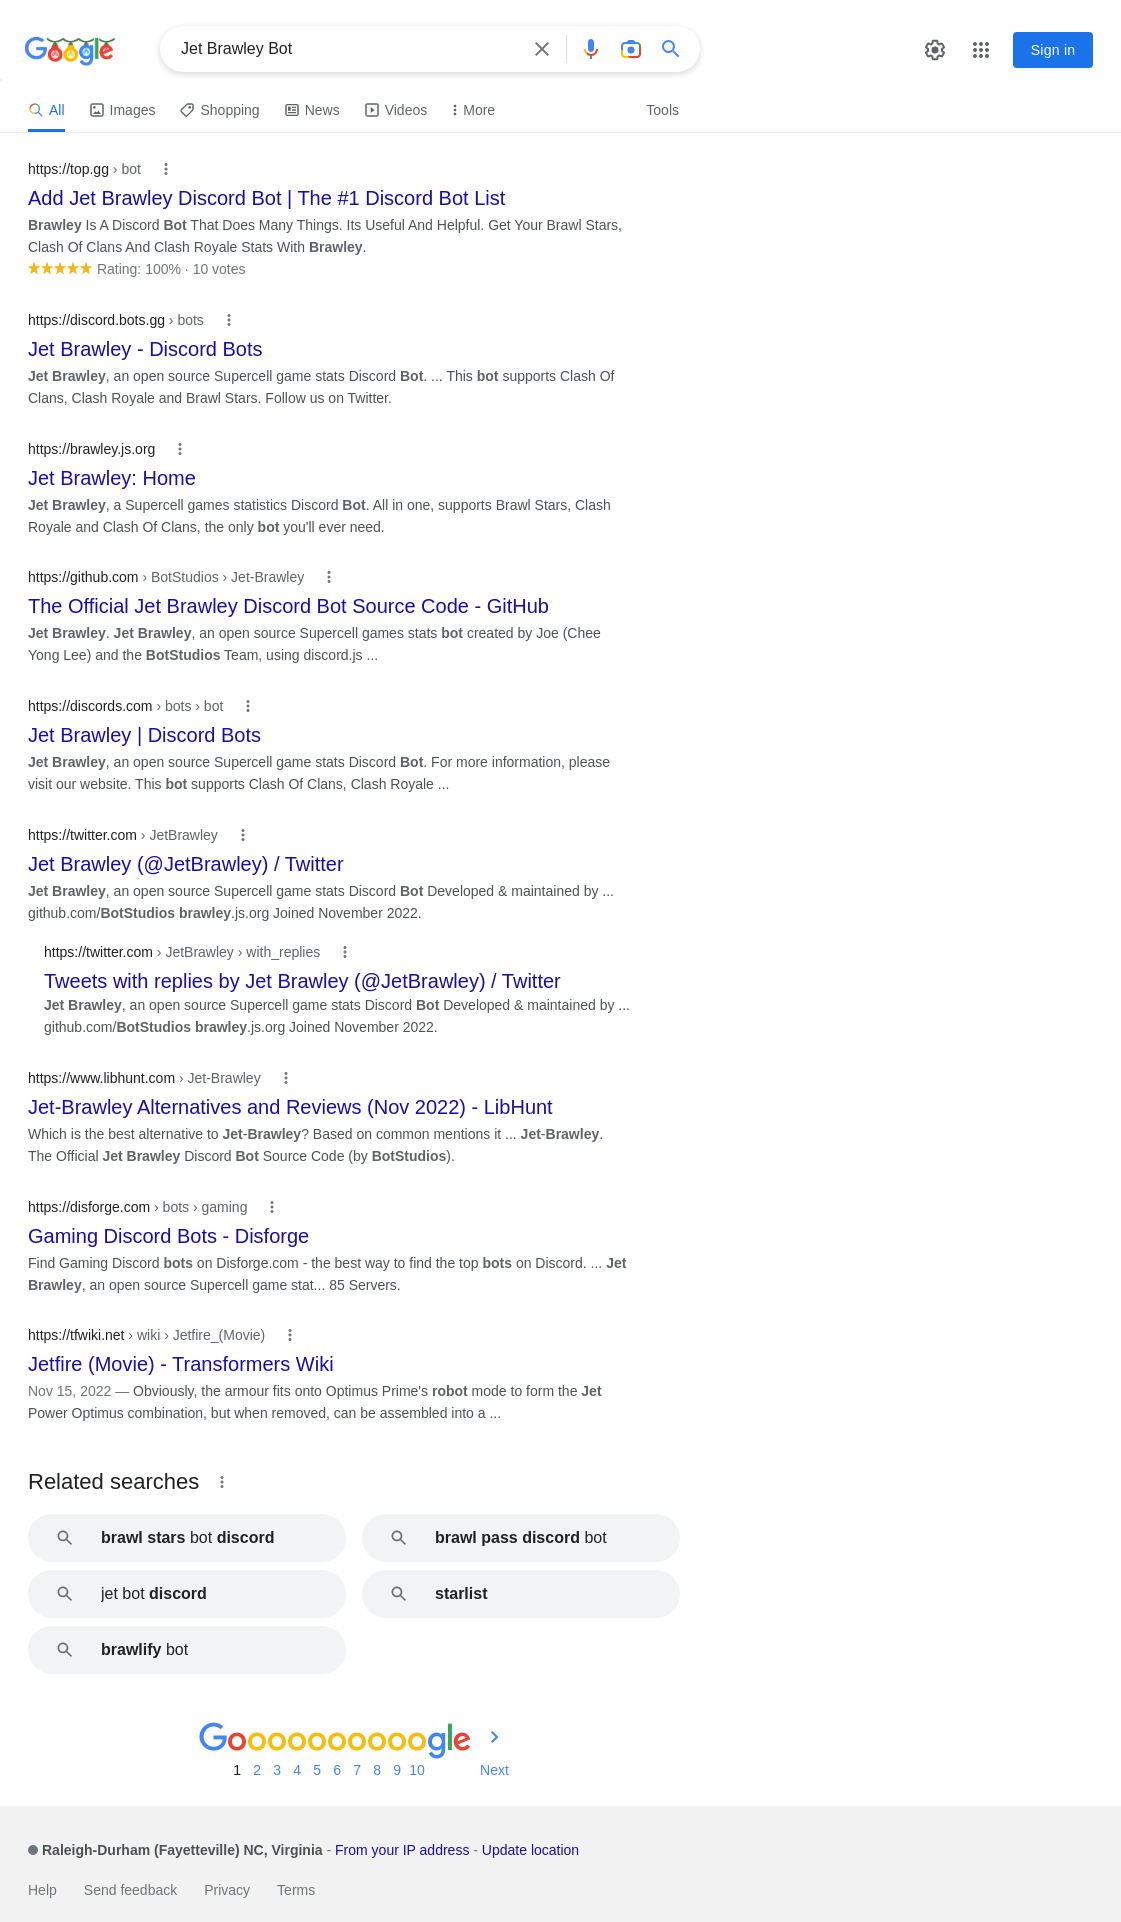 Google
Jet Brawley Bot
Sign in
All Images Shopping News Videos More Tools
https://top.gg › bot
Add Jet Brawley Discord Bot | The #1 Discord Bot List
Brawley Is A Discord Bot That Does Many Things. Its Useful And Helpful. Get Your Brawl Stars,
Clash Of Clans And Clash Royale Stats With Brawley.
Rating: 100% · 10 votes
https://discord.bots.gg › bots
Jet Brawley - Discord Bots
Jet Brawley, an open source Supercell game stats Discord Bot. ... This bot supports Clash Of
Clans, Clash Royale and Brawl Stars. Follow us on Twitter.
https://brawley.js.org
Jet Brawley: Home
Jet Brawley, a Supercell games statistics Discord Bot. All in one, supports Brawl Stars, Clash
Royale and Clash Of Clans, the only bot you'll ever need.
https://github.com › BotStudios › Jet-Brawley
The Official Jet Brawley Discord Bot Source Code - GitHub
Jet Brawley. Jet Brawley, an open source Supercell games stats bot created by Joe (Chee
Yong Lee) and the BotStudios Team, using discord.js ...
https://discords.com › bots › bot
Jet Brawley | Discord Bots
Jet Brawley, an open source Supercell game stats Discord Bot. For more information, please
visit our website. This bot supports Clash Of Clans, Clash Royale ...
https://twitter.com › JetBrawley
Jet Brawley (@JetBrawley) / Twitter
Jet Brawley, an open source Supercell game stats Discord Bot Developed & maintained by ...
github.com/BotStudios brawley.js.org Joined November 2022.
https://twitter.com › JetBrawley › with_replies
Tweets with replies by Jet Brawley (@JetBrawley) / Twitter
Jet Brawley, an open source Supercell game stats Discord Bot Developed & maintained by ...
github.com/BotStudios brawley.js.org Joined November 2022.
https://www.libhunt.com › Jet-Brawley
Jet-Brawley Alternatives and Reviews (Nov 2022) - LibHunt
Which is the best alternative to Jet-Brawley? Based on common mentions it ... Jet-Brawley.
The Official Jet Brawley Discord Bot Source Code (by BotStudios).
https://disforge.com › bots › gaming
Gaming Discord Bots - Disforge
Find Gaming Discord bots on Disforge.com - the best way to find the top bots on Discord. ... Jet
Brawley, an open source Supercell game stat... 85 Servers.
https://tfwiki.net › wiki › Jetfire_(Movie)
Jetfire (Movie) - Transformers Wiki
Nov 15, 2022 — Obviously, the armour fits onto Optimus Prime's robot mode to form the Jet
Power Optimus combination, but when removed, can be assembled into a ...
Related searches
brawl stars bot discord
brawl pass discord bot
jet bot discord
starlist
brawlify bot
Goooooooooogle
1 2 3 4 5 6 7 8 9 10 Next
Raleigh-Durham (Fayetteville) NC, Virginia - From your IP address - Update location
Help Send feedback Privacy Terms